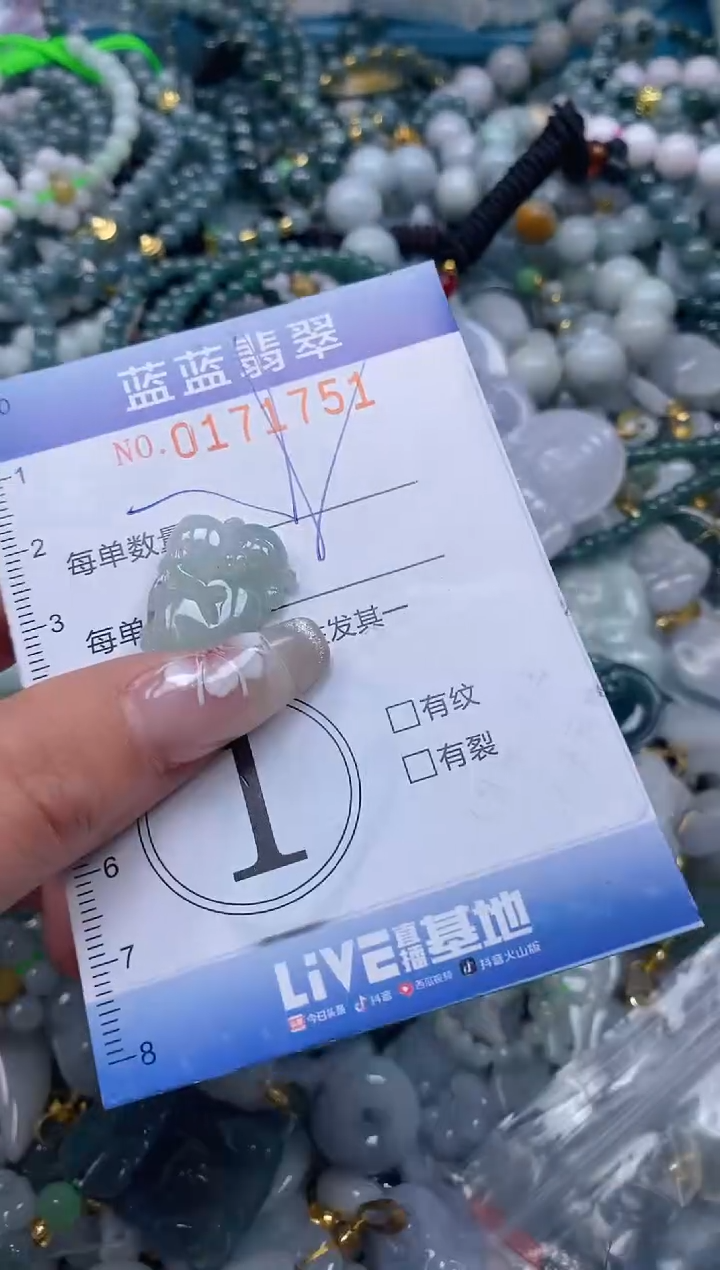 蓝蓝翡翠
NO.0171751
0
1
2
每单数量
3
每单
发其一
1
□有纹
□有裂
6
7
8
LiVE直播基地
今日头条 抖音 西瓜视频 抖音火山版